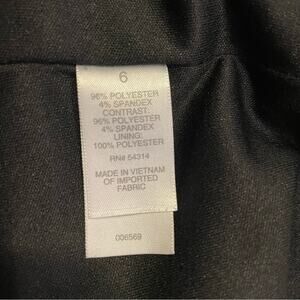 6
96% POLYESTER
4% SPANDEX
CONTRAST:
96% POLYESTER
4% SPANDEX
LINING:
100% POLYESTER
RN# 54314
MADE IN VIETNAM
OF IMPORTED
FABRIC
006569